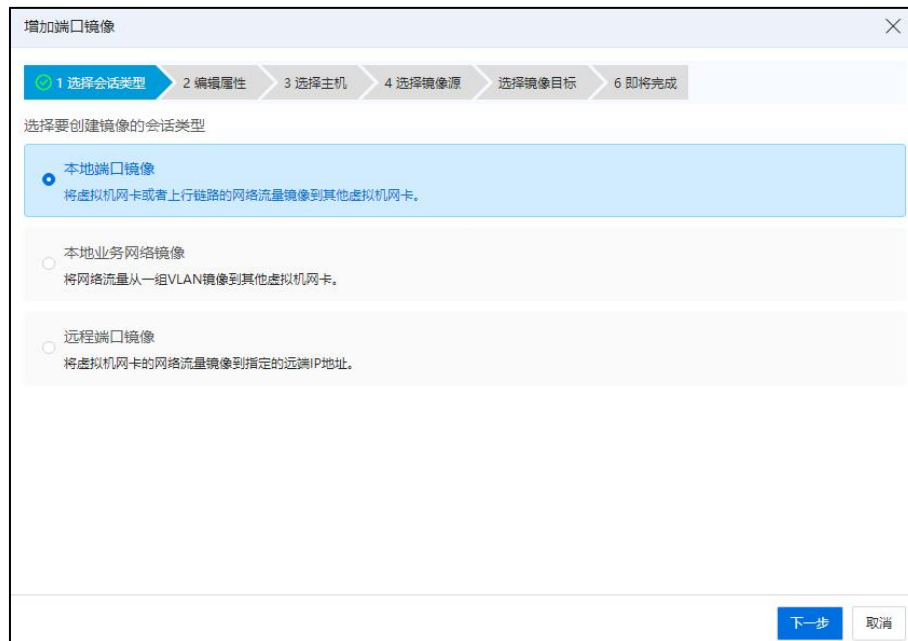 增加端口镜像
1 选择会话类型 2 编辑属性 3 选择主机 4 选择镜像源 选择镜像目标 6 即将完成
选择要创建镜像的会话类型
本地端口镜像
将虚拟机网卡或者上行链路的网络流量镜像到其他虚拟机网卡。
本地业务网络镜像
将网络流量从一组VLAN镜像到其他虚拟机网卡。
远程端口镜像
将虚拟机网卡的网络流量镜像到指定的远端IP地址。
下一步 取消